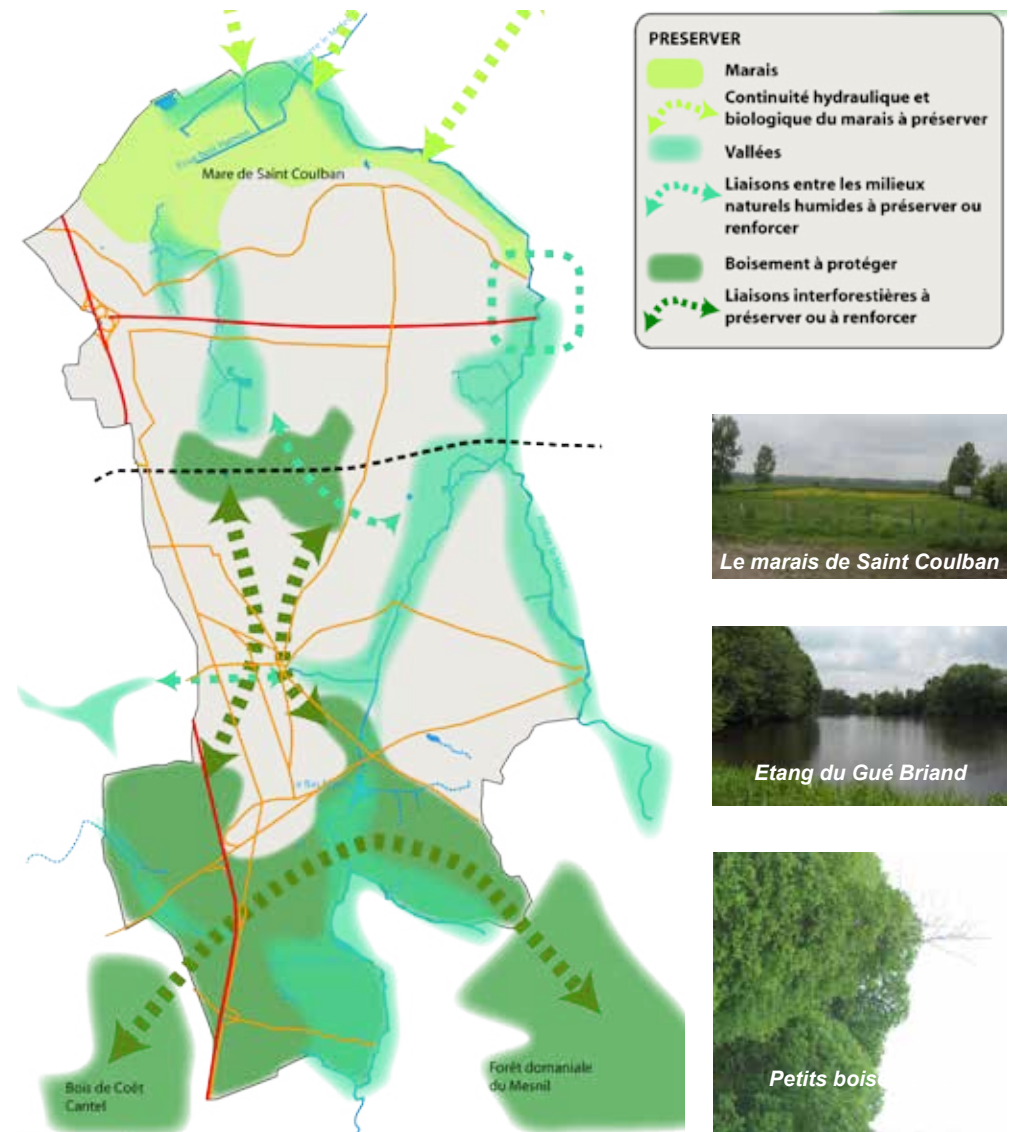 PRESERVER
Marais
Continuité hydraulique et
biologique du marais à préserver
Vallées
Liaisons entre les milieux
naturels humides à préserver ou
renforcer
Boisement à protéger
Liaisons interforestières à
préserver ou à renforcer
Mare de Saint Coulban
Le marais de Saint Coulban
Etang du Gué Briand
Petits bois
Bois de Coët
Cantel
Forêt domaniale
du Mesnil